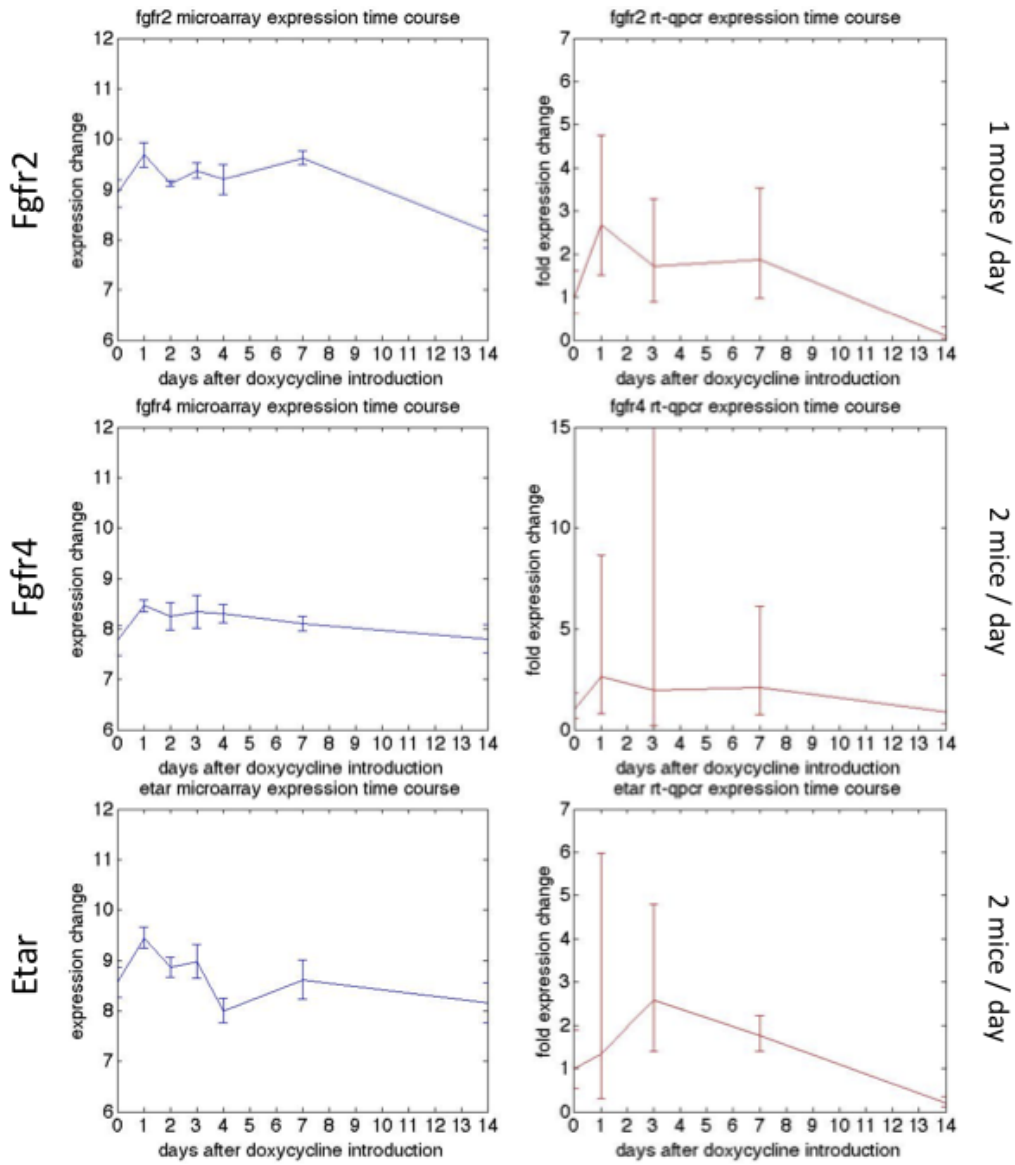 fgfr2 microarray expression time course
fgfr2 rt-qpcr expression time course
Fgfr2
expression change
12
11
10
9
8
7
6
0 1 2 3 4 5 6 7 8 9 10 11 12 13 14
days after doxycycline introduction
fold expression change
7
6
5
4
3
2
1
0
0 1 2 3 4 5 6 7 8 9 10 11 12 13 14
days after doxycycline introduction
1 mouse / day
fgfr4 microarray expression time course
fgfr4 rt-qpcr expression time course
Fgfr4
expression change
12
11
10
9
8
7
6
0 1 2 3 4 5 6 7 8 9 10 11 12 13 14
days after doxycycline introduction
fold expression change
15
10
5
0
0 1 2 3 4 5 6 7 8 9 10 11 12 13 14
days after doxycycline introduction
2 mice / day
etar microarray expression time course
etar rt-qpcr expression time course
Etar
expression change
12
11
10
9
8
7
6
0 1 2 3 4 5 6 7 8 9 10 11 12 13 14
days after doxycycline introduction
fold expression change
7
6
5
4
3
2
1
0
0 1 2 3 4 5 6 7 8 9 10 11 12 13 14
days after doxycycline introduction
2 mice / day